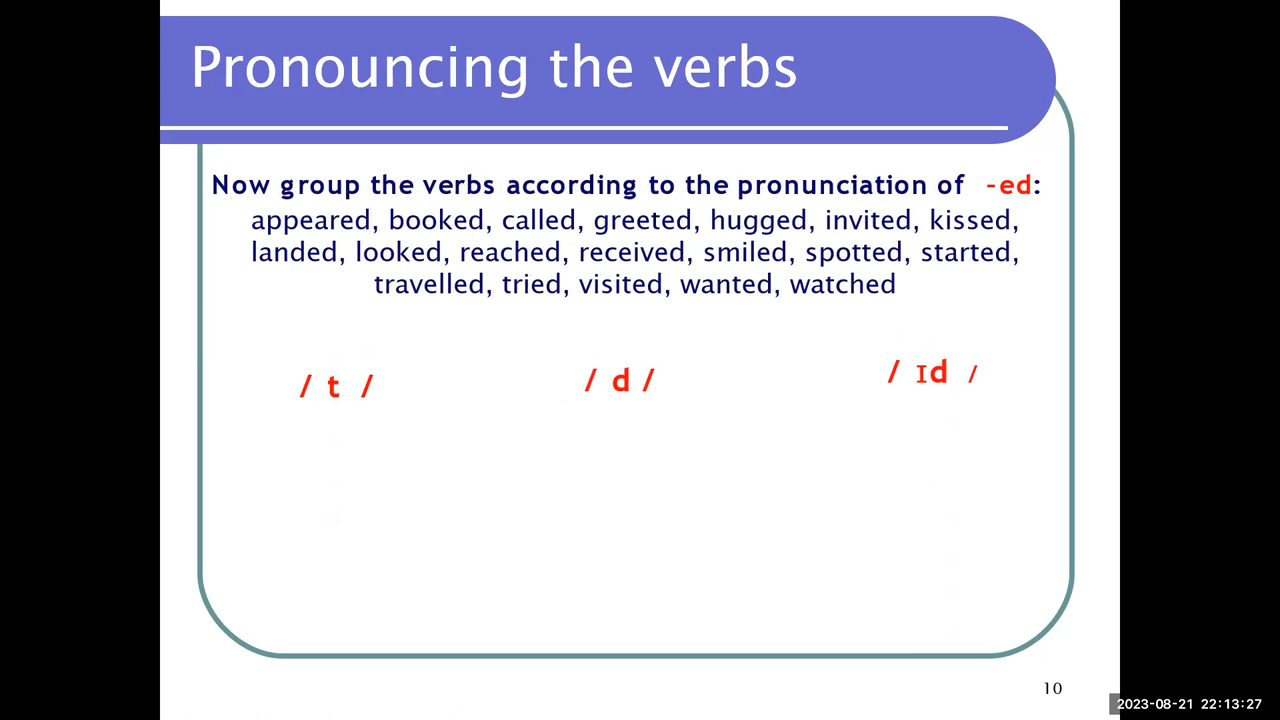 Pronouncing the verbs
Now group the verbs according to the pronunciation of -ed:
appeared, booked, called, greeted, hugged, invited, kissed,
landed, looked, reached, received, smiled, spotted, started,
travelled, tried, visited, wanted, watched
/ t / / d / / ɪd /
10
2023-08-21 22:13:27